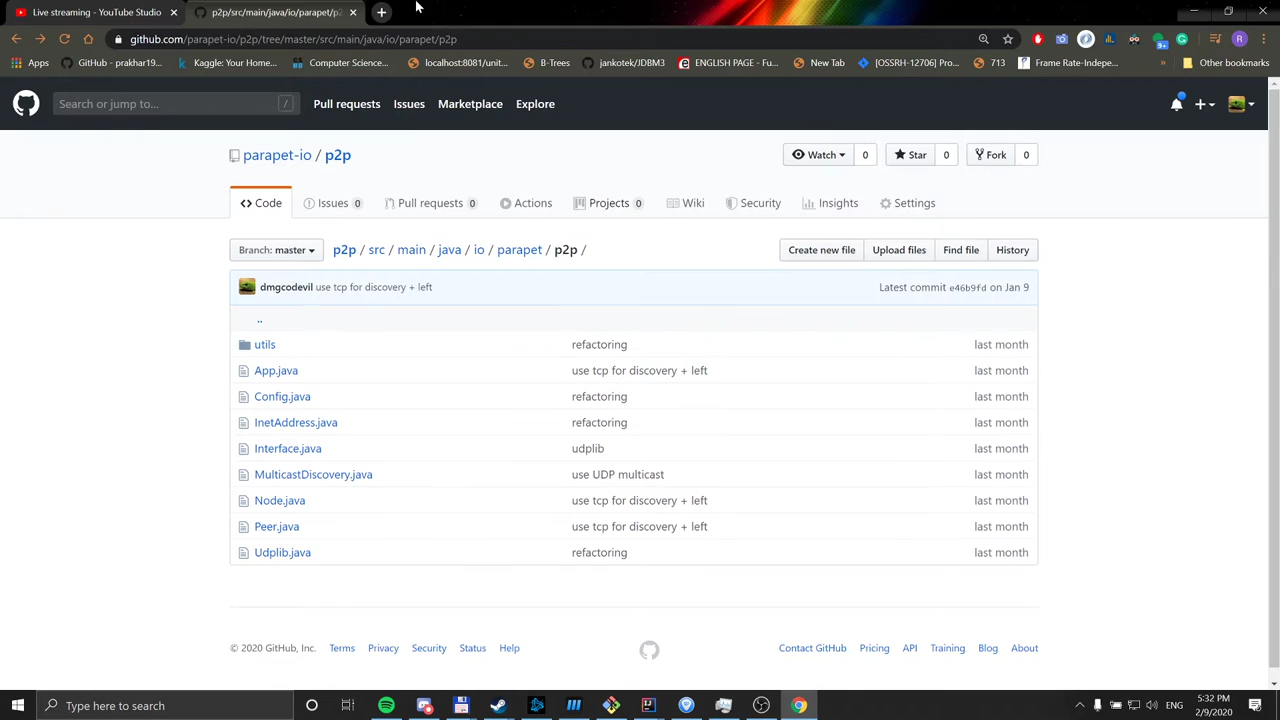 Live streaming - YouTube Studio
p2p/src/main/java/io/parapet/p2p
github.com/parapet-io/p2p/tree/master/src/main/java/io/parapet/p2p
Apps
GitHub - prakhar19...
Kaggle: Your Home...
Computer Science...
localhost:8081/unit...
B-Trees
jankotek/JDBM3
ENGLISH PAGE - Fu...
New Tab
[OSSRH-12706] Pro...
713
Frame Rate-Indepe...
»
Other bookmarks
Search or jump to... /
Pull requests Issues Marketplace Explore
parapet-io / p2p
Watch 0 Star 0 Fork 0
Code Issues 0 Pull requests 0 Actions Projects 0 Wiki Security Insights Settings
Branch: master p2p / src / main / java / io / parapet / p2p /
Create new file Upload files Find file History
dmgcodevil use tcp for discovery + left Latest commit e46b9fd on Jan 9
..
utils refactoring last month
App.java use tcp for discovery + left last month
Config.java refactoring last month
InetAddress.java refactoring last month
Interface.java udplib last month
MulticastDiscovery.java use UDP multicast last month
Node.java use tcp for discovery + left last month
Peer.java use tcp for discovery + left last month
Udplib.java refactoring last month
© 2020 GitHub, Inc. Terms Privacy Security Status Help
Contact GitHub Pricing API Training Blog About
Type here to search
ENG
5:32 PM
2/9/2020